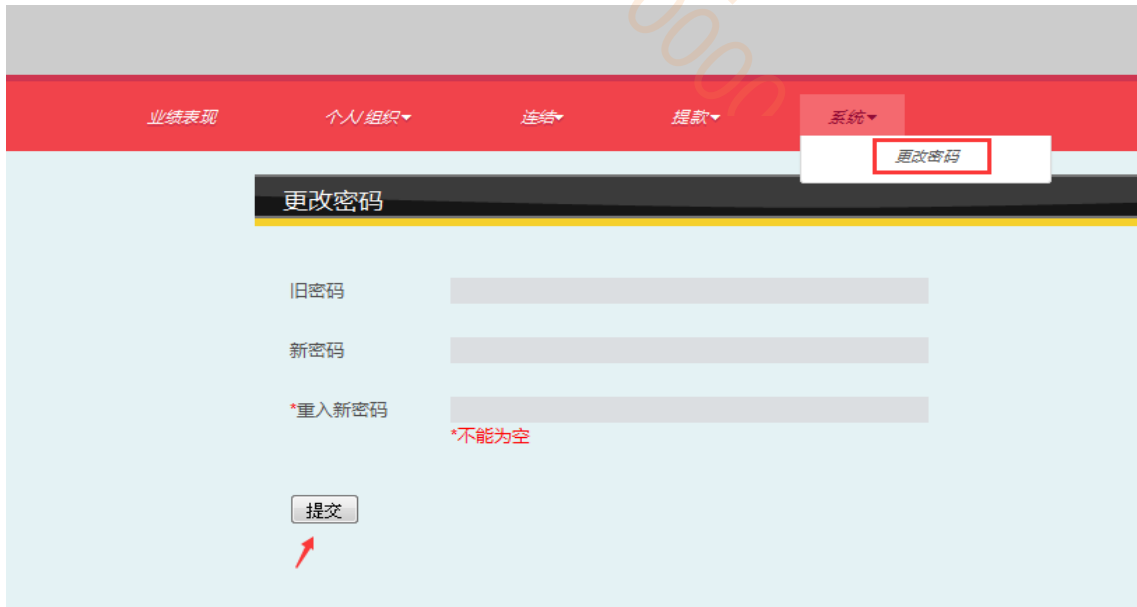 业绩表现 个人/组织 连结 提款 系统
更改密码
更改密码
旧密码
新密码
*重入新密码
*不能为空
提交